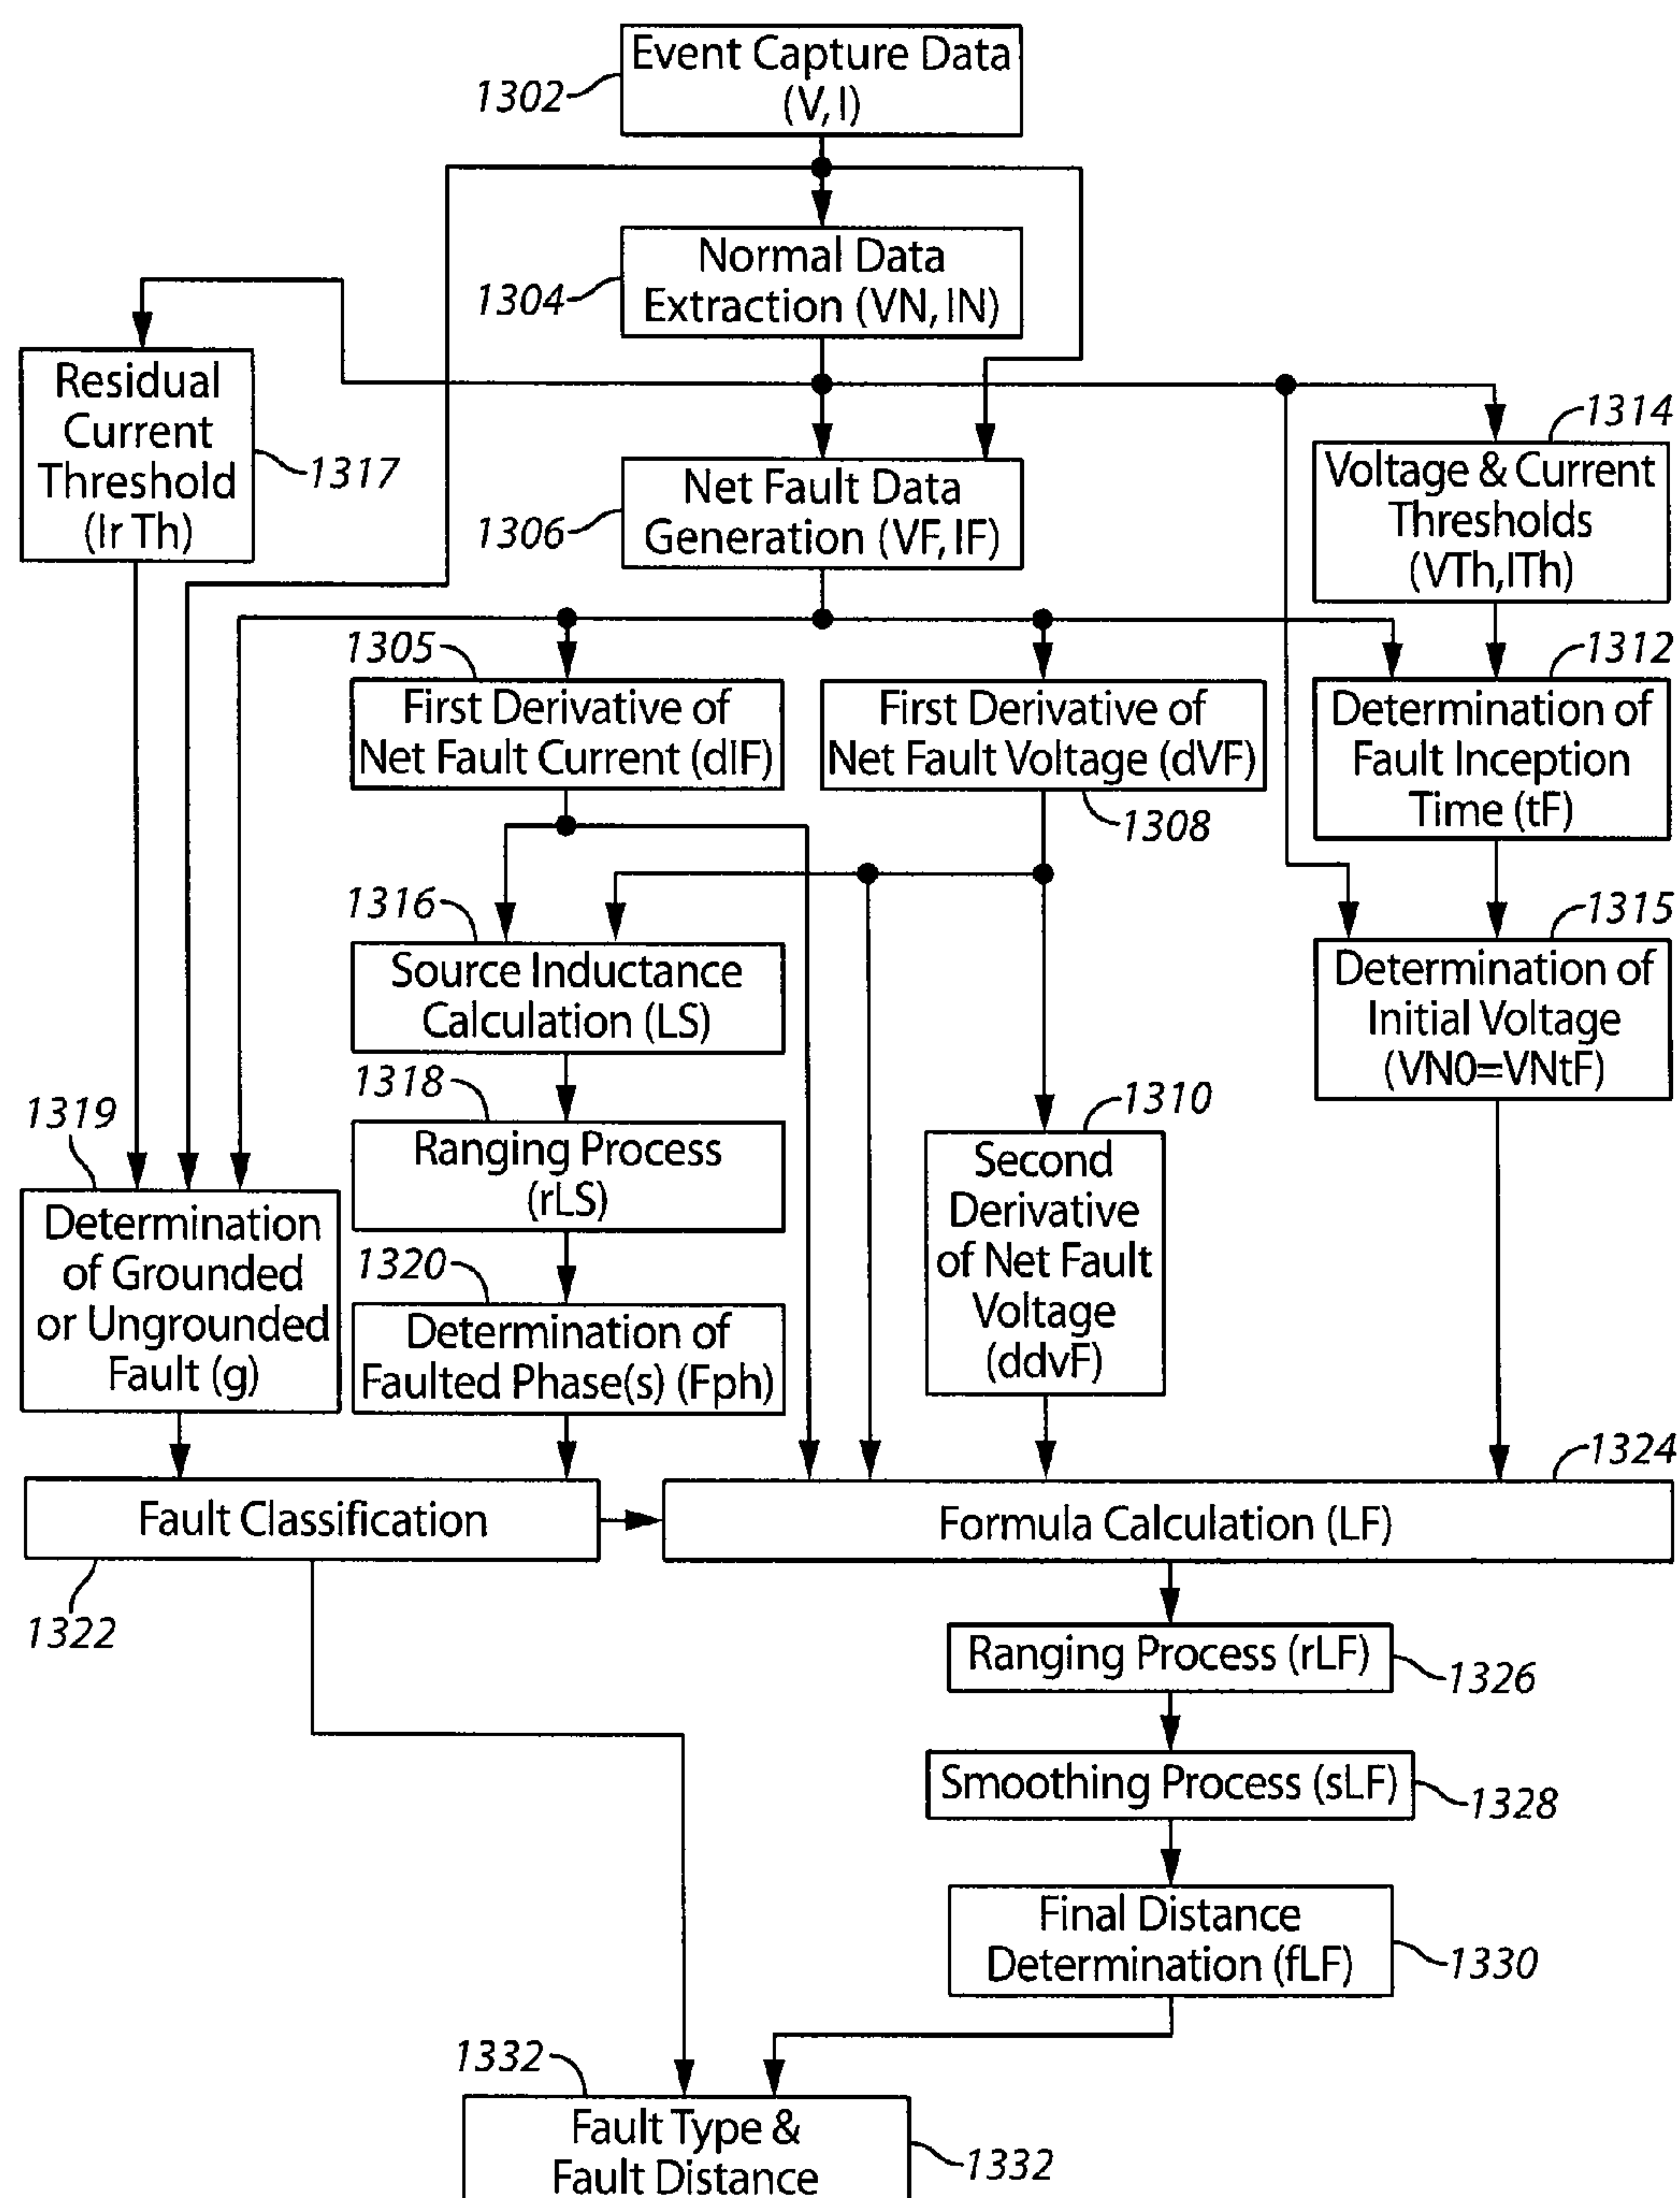 Event Capture Data
(V, I)
1302
Normal Data
Extraction (VN, IN)
1304
Residual
Current
Threshold
(Ir Th)
1317
Net Fault Data
Generation (VF, IF)
1306
1314
Voltage & Current
Thresholds
(VTh,ITh)
1305
First Derivative of
Net Fault Current (dIF)
First Derivative of
Net Fault Voltage (dVF)
1308
1312
Determination of
Fault Inception
Time (tF)
1316
Source Inductance
Calculation (LS)
1315
Determination of
Initial Voltage
(VN0=VNtF)
1318
Ranging Process
(rLS)
1310
Second
Derivative
of Net Fault
Voltage
(ddvF)
1319
Determination
of Grounded
or Ungrounded
Fault (g)
1320
Determination of
Faulted Phase(s) (Fph)
Fault Classification
1322
1324
Formula Calculation (LF)
Ranging Process (rLF)
1326
Smoothing Process (sLF)
1328
Final Distance
Determination (fLF)
1330
1332
Fault Type &
Fault Distance
1332